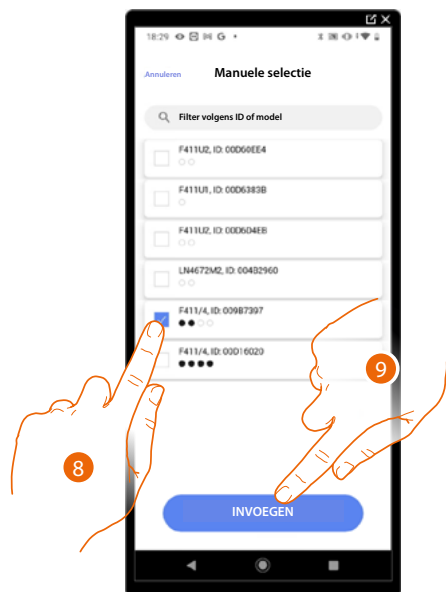 18:29
G
Annuleren
Manuele selectie
Filter volgens ID of model
F411U2, ID: 00D60EE4
F411U1, ID: 00D6383B
F411U2, ID: 00D604EB
LN4672M2, ID: 004B2960
F411/4, ID: 009B7397
F411/4, ID: 00D16020
9
8
INVOEGEN